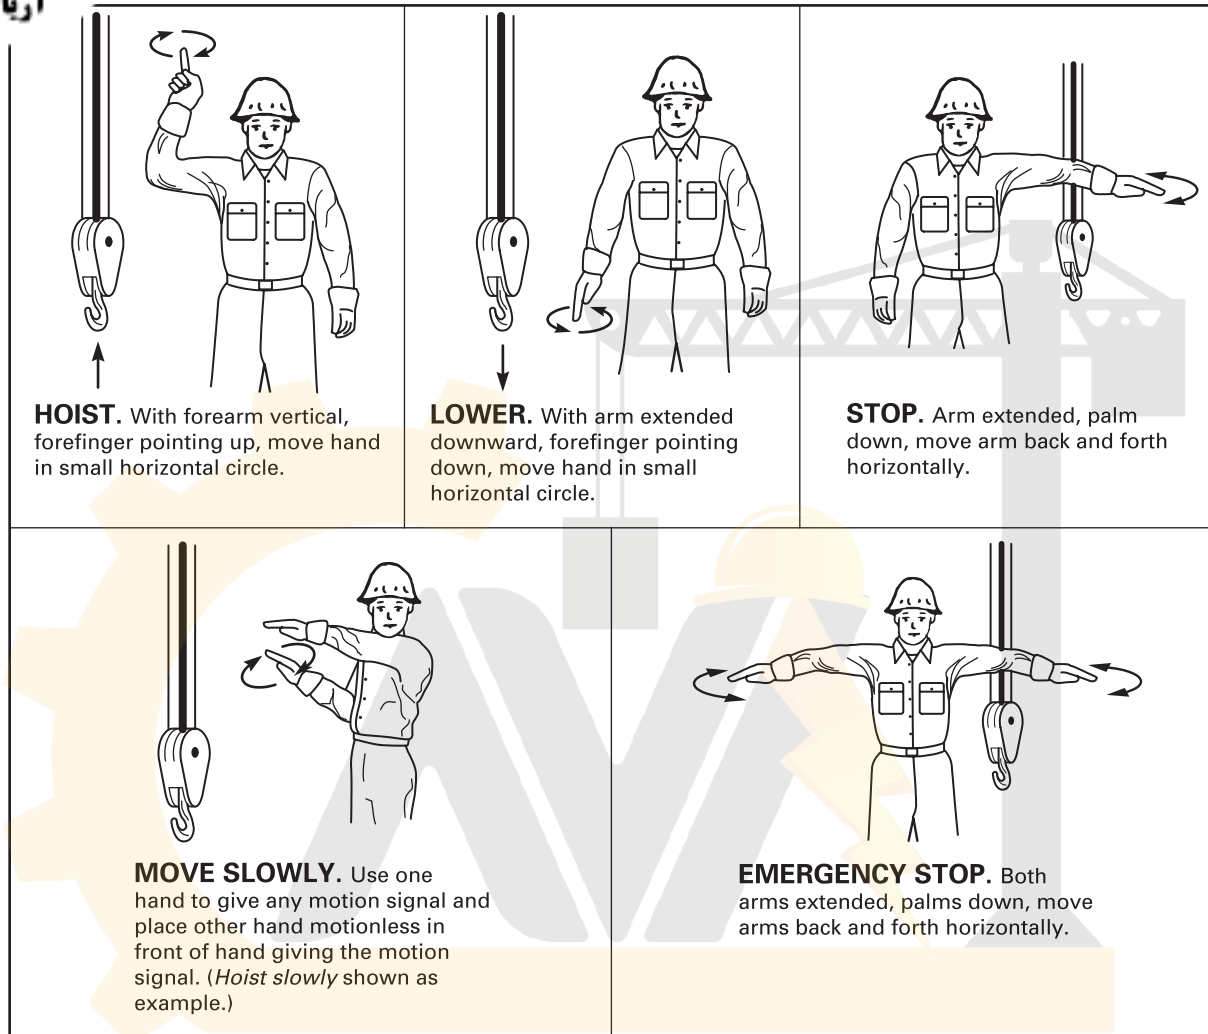 HOIST. With forearm vertical,
forefinger pointing up, move hand
in small horizontal circle.
LOWER. With arm extended
downward, forefinger pointing
down, move hand in small
horizontal circle.
STOP. Arm extended, palm
down, move arm back and forth
horizontally.
MOVE SLOWLY. Use one
hand to give any motion signal and
place other hand motionless in
front of hand giving the motion
signal. (Hoist slowly shown as
example.)
EMERGENCY STOP. Both
arms extended, palms down, move
arms back and forth horizontally.